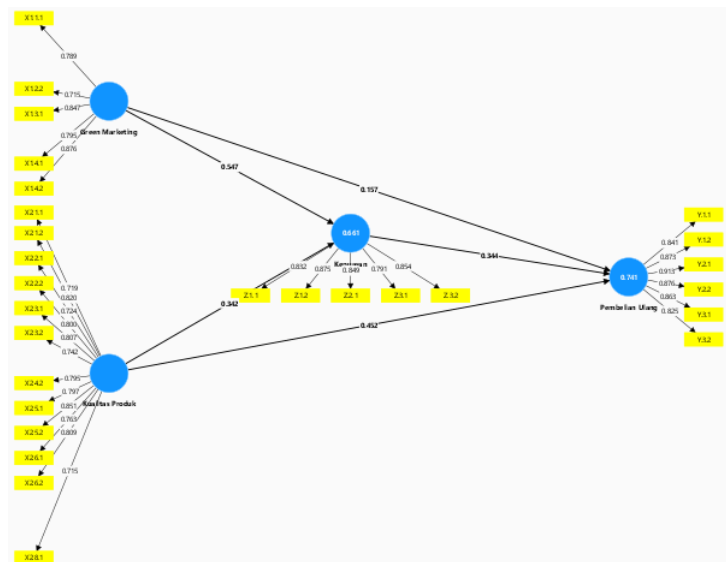 X1.1.1
0.789
X1.2.2
0.715
X1.3.1
0.847
Green Marketing
0.795
X1.4.1
0.876
X1.4.2
0.547
0.157
X2.1.1
X2.1.2
X2.2.1
X2.2.2
X2.3.1
X2.3.2
0.719
0.820
0.724
0.800
0.807
0.742
0.661
0.832
0.875
0.849
0.791
0.854
Z.1.1
Z.1.2
Z.2.1
Z.3.1
Z.3.2
0.344
0.342
0.452
Y.1.1
0.841
Y.1.2
0.873
Y.2.1
0.913
0.741
Y.2.2
0.876
Pembelian Ulang
0.863
Y.3.1
0.825
Y.3.2
X2.4.2
0.795
Kualitas Produk
X2.5.1
0.797
X2.5.2
0.851
X2.6.1
0.763
X2.6.2
0.809
0.715
X2.8.1